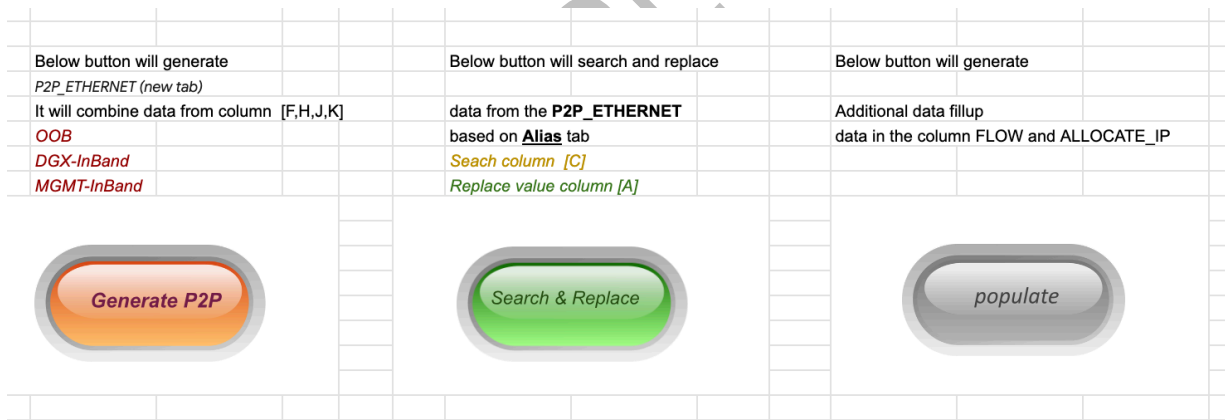 Below button will generate
P2P_ETHERNET (new tab)
It will combine data from column [F,H,J,K]
OOB
DGX-InBand
MGMT-InBand
Generate P2P
Below button will search and replace
data from the P2P_ETHERNET
based on Alias tab
Seach column [C]
Replace value column [A]
Search & Replace
Below button will generate
Additional data fillup
data in the column FLOW and ALLOCATE_IP
populate